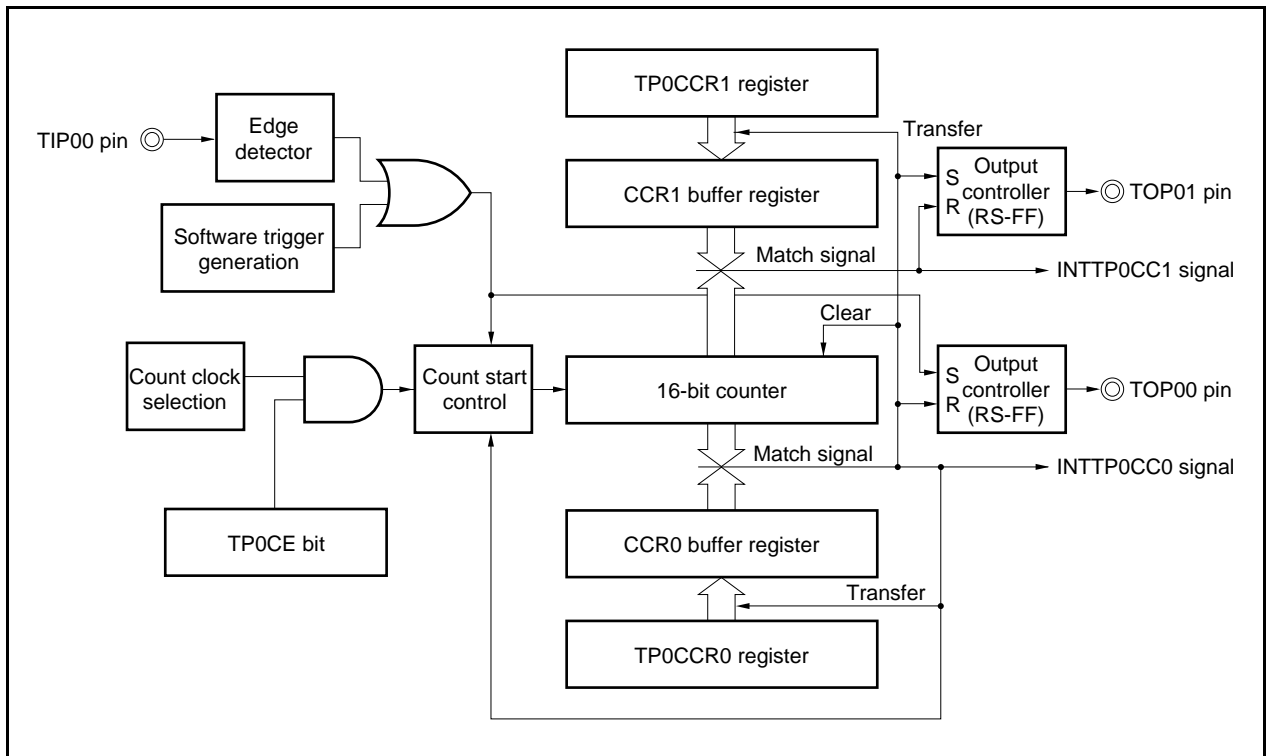 TP0CCR1 register
Transfer
TIP00 pin
Edge
detector
CCR1 buffer register
S
R
Output
controller
(RS-FF)
TOP01 pin
Software trigger
generation
Match signal
INTTP0CC1 signal
Clear
Count clock
selection
Count start
control
16-bit counter
S
R
Output
controller
(RS-FF)
TOP00 pin
Match signal
INTTP0CC0 signal
TP0CE bit
CCR0 buffer register
Transfer
TP0CCR0 register